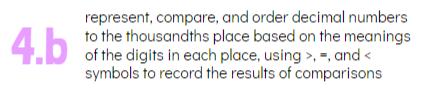 4.b
represent, compare, and order decimal numbers
to the thousandths place based on the meanings
of the digits in each place, using >, =, and <
symbols to record the results of comparisons